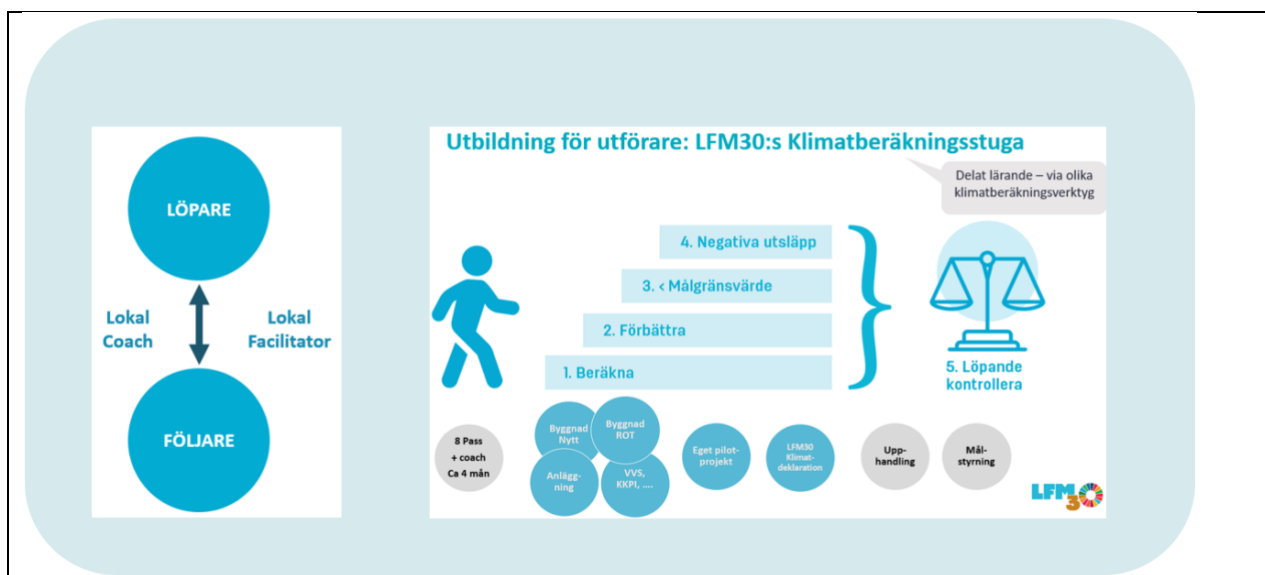 LÖPARE
Lokal
Coach
Lokal
Facilitator
FÖLJARE
Utbildning för utförare: LFM30:s Klimatberäkningsstuga
Delat lärande – via olika
klimatberäkningsverktyg
4. Negativa utsläpp
3. < Målgränsvärde
2. Förbättra
1. Beräkna
5. Löpande
kontrollera
8 Pass
+ coach
Ca 4 mån
Byggnad
Nytt
Byggnad
ROT
Anlägg-
ning
VVS,
KKPI, ....
Eget pilot-
projekt
LFM30
Klimat-
deklaration
Upp-
handling
Mål-
styrning
LFM
30